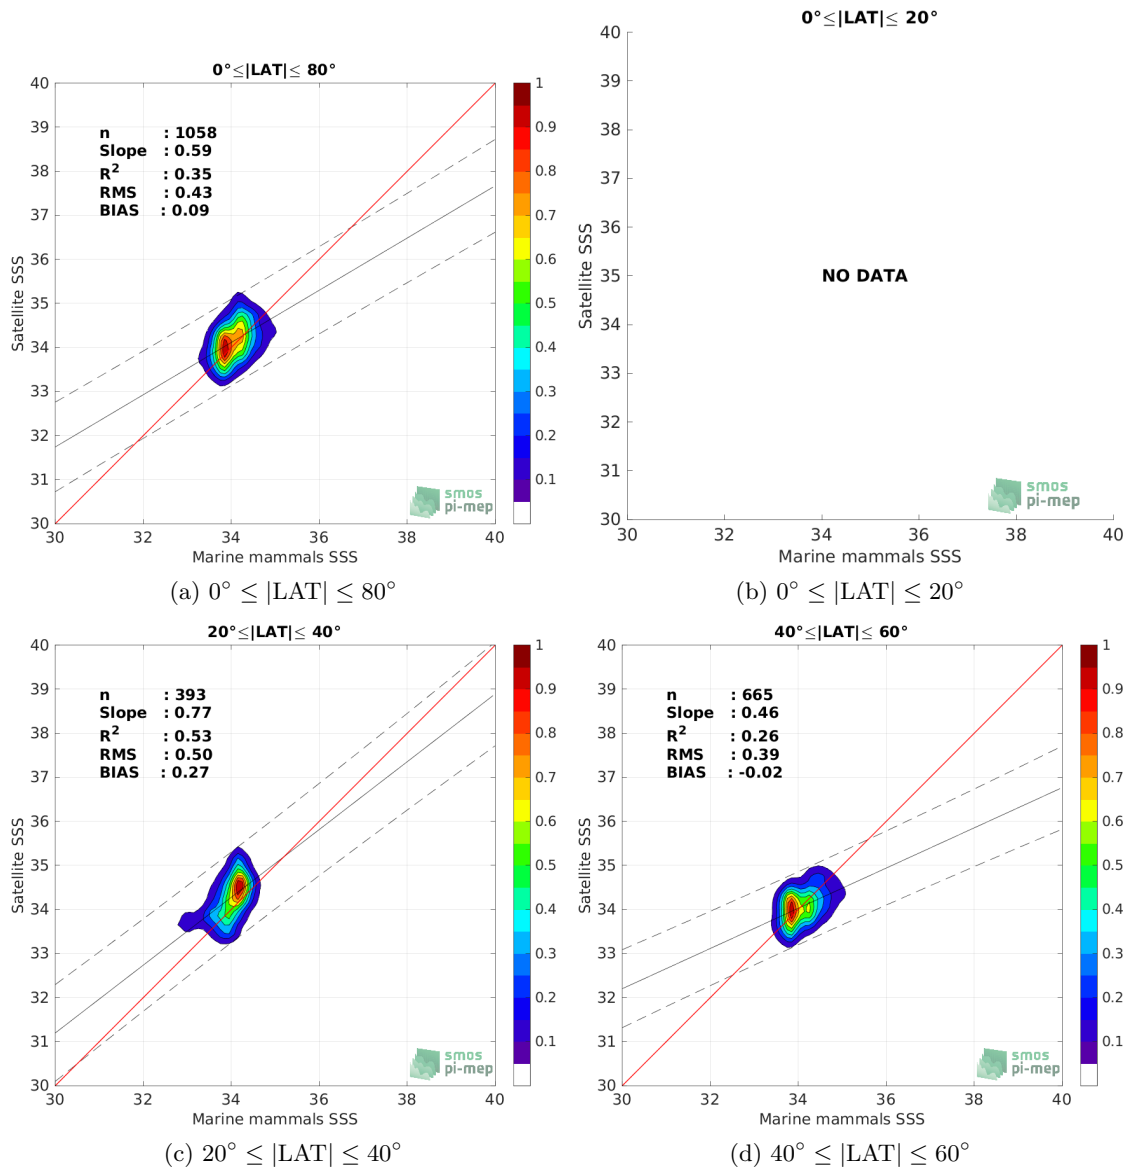 0°≤|LAT|≤ 80°
n : 1058
Slope : 0.59
R² : 0.35
RMS : 0.43
BIAS : 0.09
40
39
38
37
36
35
34
33
32
31
30
Satellite SSS
30 32 34 36 38 40
Marine mammals SSS
1
0.9
0.8
0.7
0.6
0.5
0.4
0.3
0.2
0.1
smos
pi-mep
(a) 0° ≤ |LAT| ≤ 80°
0°≤|LAT|≤ 20°
40
39
38
37
36
35
34
33
32
31
30
Satellite SSS
NO DATA
30 32 34 36 38 40
Marine mammals SSS
smos
pi-mep
(b) 0° ≤ |LAT| ≤ 20°
20°≤|LAT|≤ 40°
n : 393
Slope : 0.77
R² : 0.53
RMS : 0.50
BIAS : 0.27
40
39
38
37
36
35
34
33
32
31
30
Satellite SSS
30 32 34 36 38 40
Marine mammals SSS
1
0.9
0.8
0.7
0.6
0.5
0.4
0.3
0.2
0.1
smos
pi-mep
(c) 20° ≤ |LAT| ≤ 40°
40°≤|LAT|≤ 60°
n : 665
Slope : 0.46
R² : 0.26
RMS : 0.39
BIAS : -0.02
40
39
38
37
36
35
34
33
32
31
30
Satellite SSS
30 32 34 36 38 40
Marine mammals SSS
1
0.9
0.8
0.7
0.6
0.5
0.4
0.3
0.2
0.1
smos
pi-mep
(d) 40° ≤ |LAT| ≤ 60°